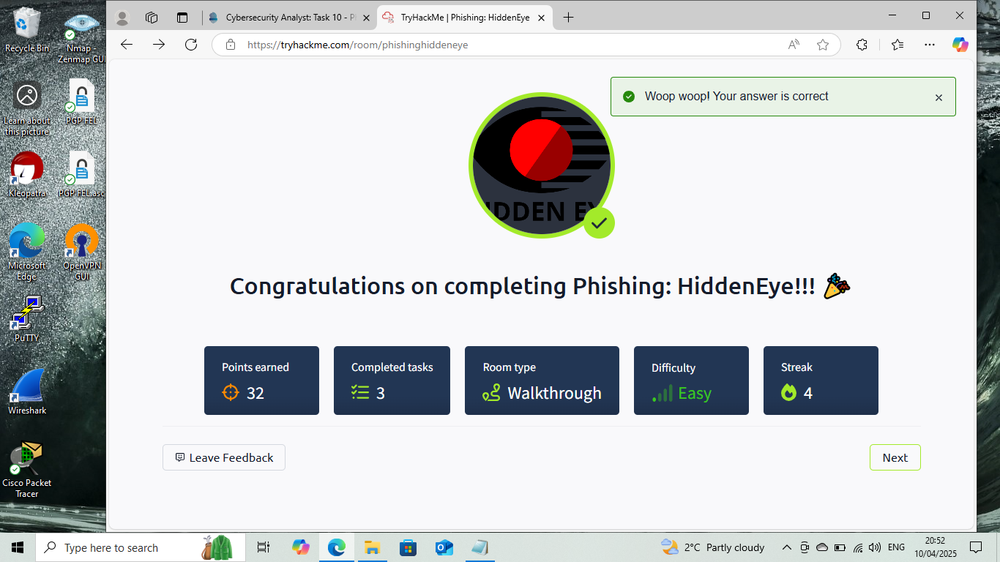 Recycle Bin
Nmap -
Zenmap GUI
Learn about
this picture
PGP FEL
Kleopatra
PGP FEL.asc
Microsoft
Edge
OpenVPN
GUI
PuTTY
Wireshark
Cisco Packet
Tracer
Cybersecurity Analyst: Task 10 - P
TryHackMe | Phishing: HiddenEye
https://tryhackme.com/room/phishinghiddeneye
Woop woop! Your answer is correct
Congratulations on completing Phishing: HiddenEye!!!
Points earned
32
Completed tasks
3
Room type
Walkthrough
Difficulty
Easy
Streak
4
Leave Feedback
Next
Type here to search
2°C Partly cloudy
ENG
20:52
10/04/2025